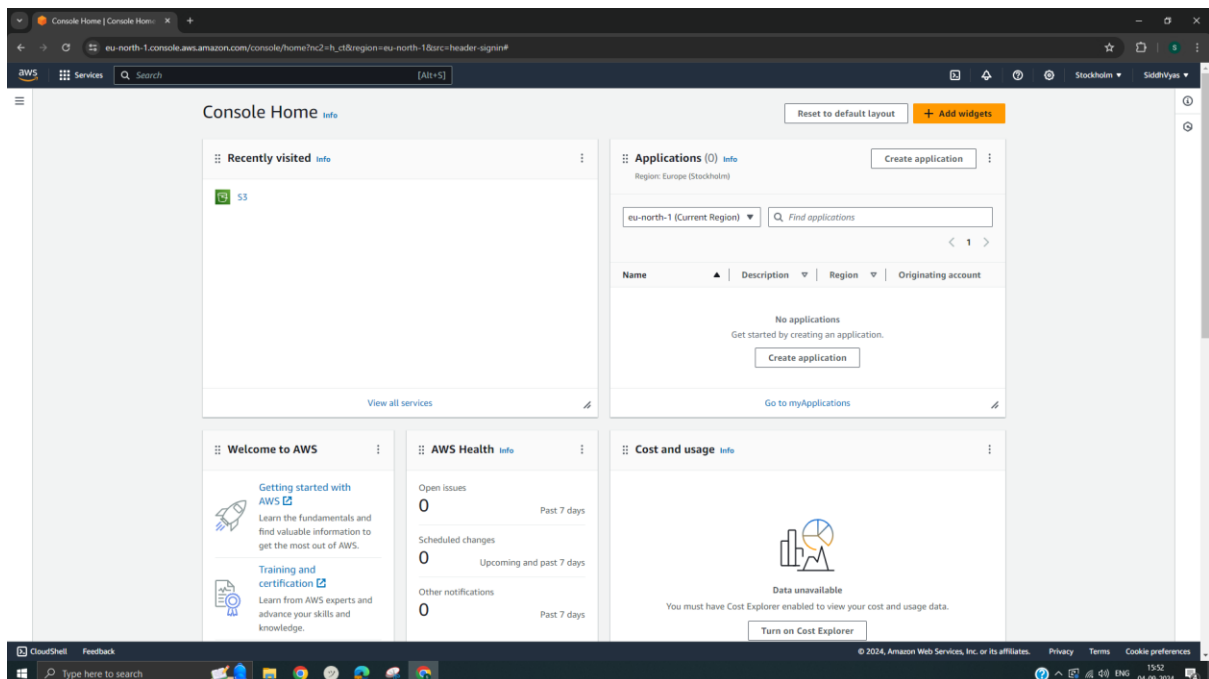 Console Home | Console Hom
eu-north-1.console.aws.amazon.com/console/home?nc2=h_ct&region=eu-north-1&src=header-signin#
S
aws
Services
Search
[Alt+S]
Stockholm
SiddhVyas
Console Home Info
Reset to default layout
+ Add widgets
Recently visited Info
S3
View all services
Applications (0) Info
Region: Europe (Stockholm)
Create application
eu-north-1 (Current Region)
Find applications
1
Name
Description
Region
Originating account
No applications
Get started by creating an application.
Create application
Go to myApplications
Welcome to AWS
Getting started with
AWS
Learn the fundamentals and
find valuable information to
get the most out of AWS.
Training and
certification
Learn from AWS experts and
advance your skills and
knowledge.
AWS Health Info
Open issues
0
Past 7 days
Scheduled changes
0
Upcoming and past 7 days
Other notifications
0
Past 7 days
Cost and usage Info
Data unavailable
You must have Cost Explorer enabled to view your cost and usage data.
Turn on Cost Explorer
CloudShell
Feedback
© 2024, Amazon Web Services, Inc. or its affiliates.
Privacy
Terms
Cookie preferences
Type here to search
ENG
15:52
04-09-2024